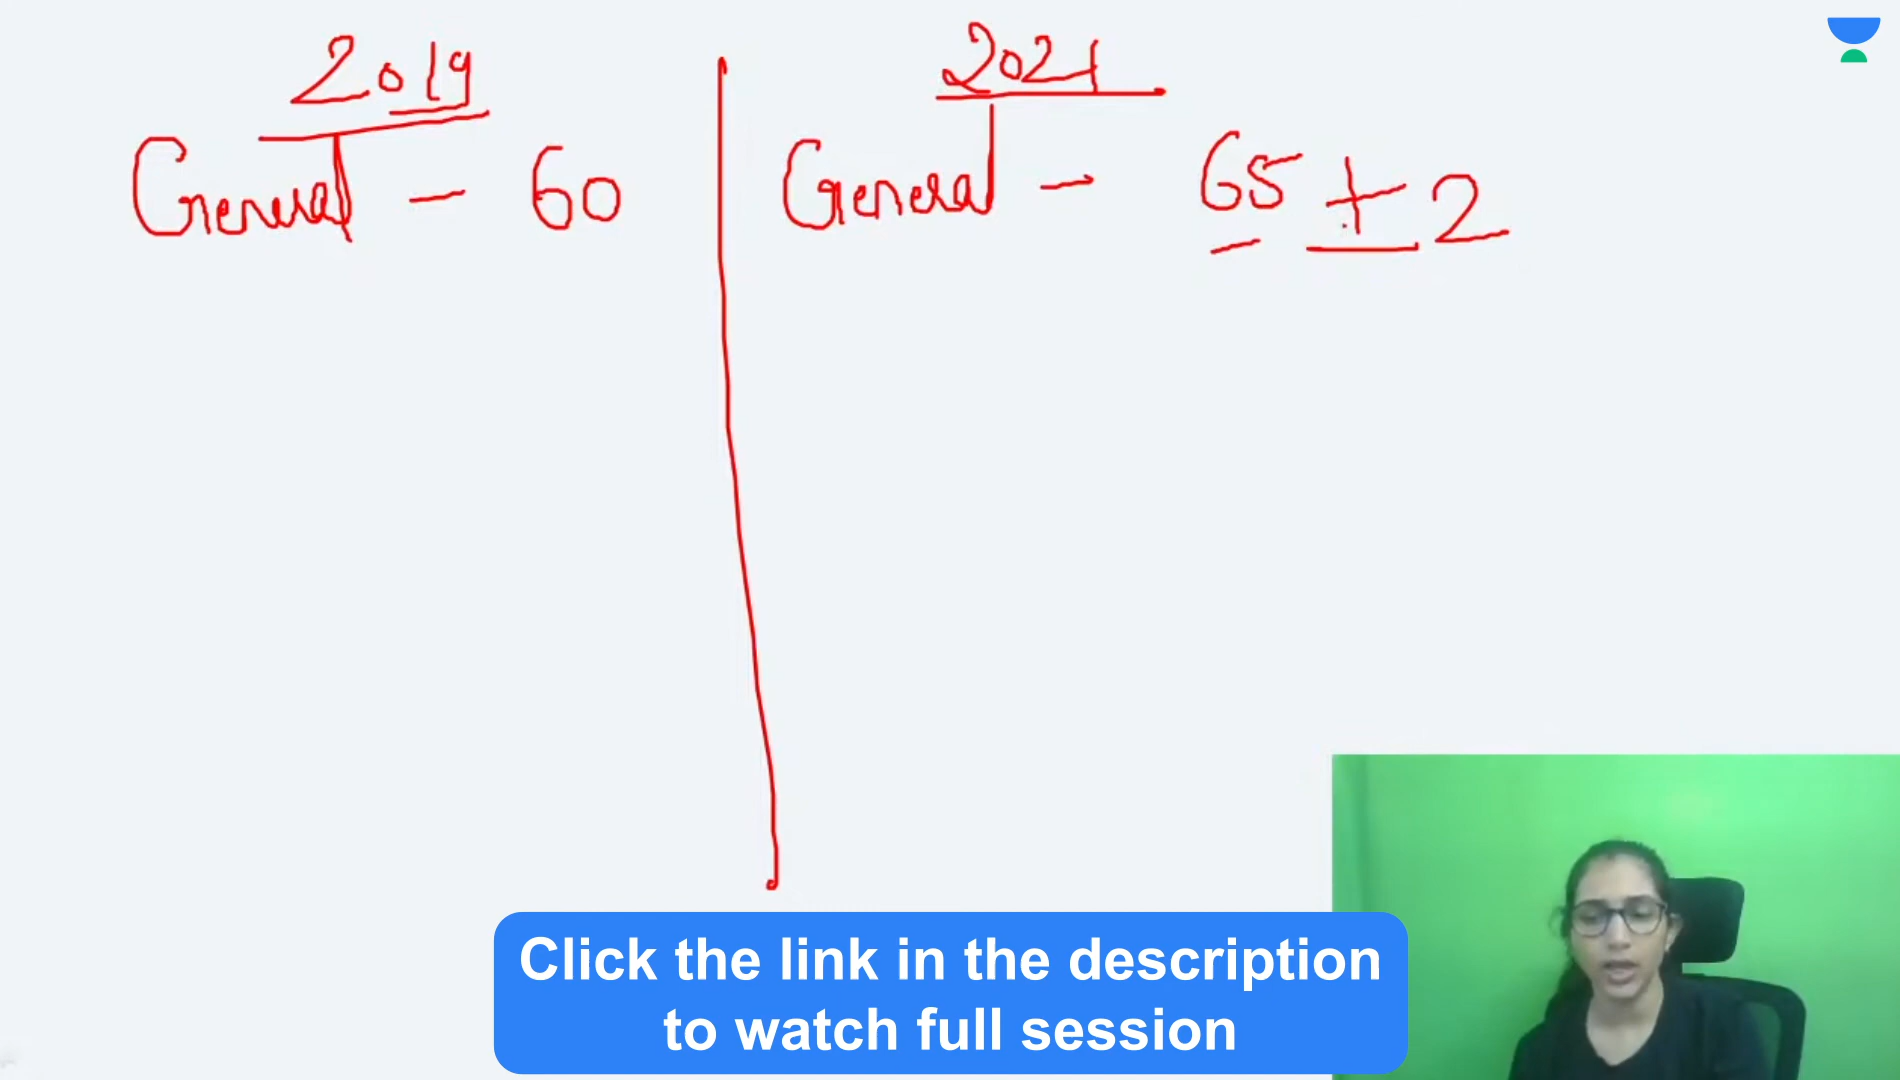 2019
General - 60
2021
General - 65 ± 2
Click the link in the description
to watch full session